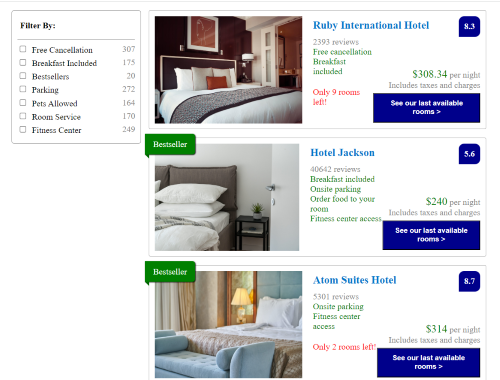 Filter By:
Free Cancellation 307
Breakfast Included 175
Bestsellers 20
Parking 272
Pets Allowed 164
Room Service 170
Fitness Center 249
Ruby International Hotel 8.3
2393 reviews
Free cancellation
Breakfast
included
Only 9 rooms
left!
$308.34 per night
Includes taxes and charges
See our last available
rooms >
Bestseller
Hotel Jackson 5.6
40642 reviews
Breakfast included
Onsite parking
Order food to your
room
Fitness center access
$240 per night
Includes taxes and charges
See our last available
rooms >
Bestseller
Atom Suites Hotel 8.7
5301 reviews
Onsite parking
Fitness center
access
Only 2 rooms left!
$314 per night
Includes taxes and charges
See our last available
rooms >